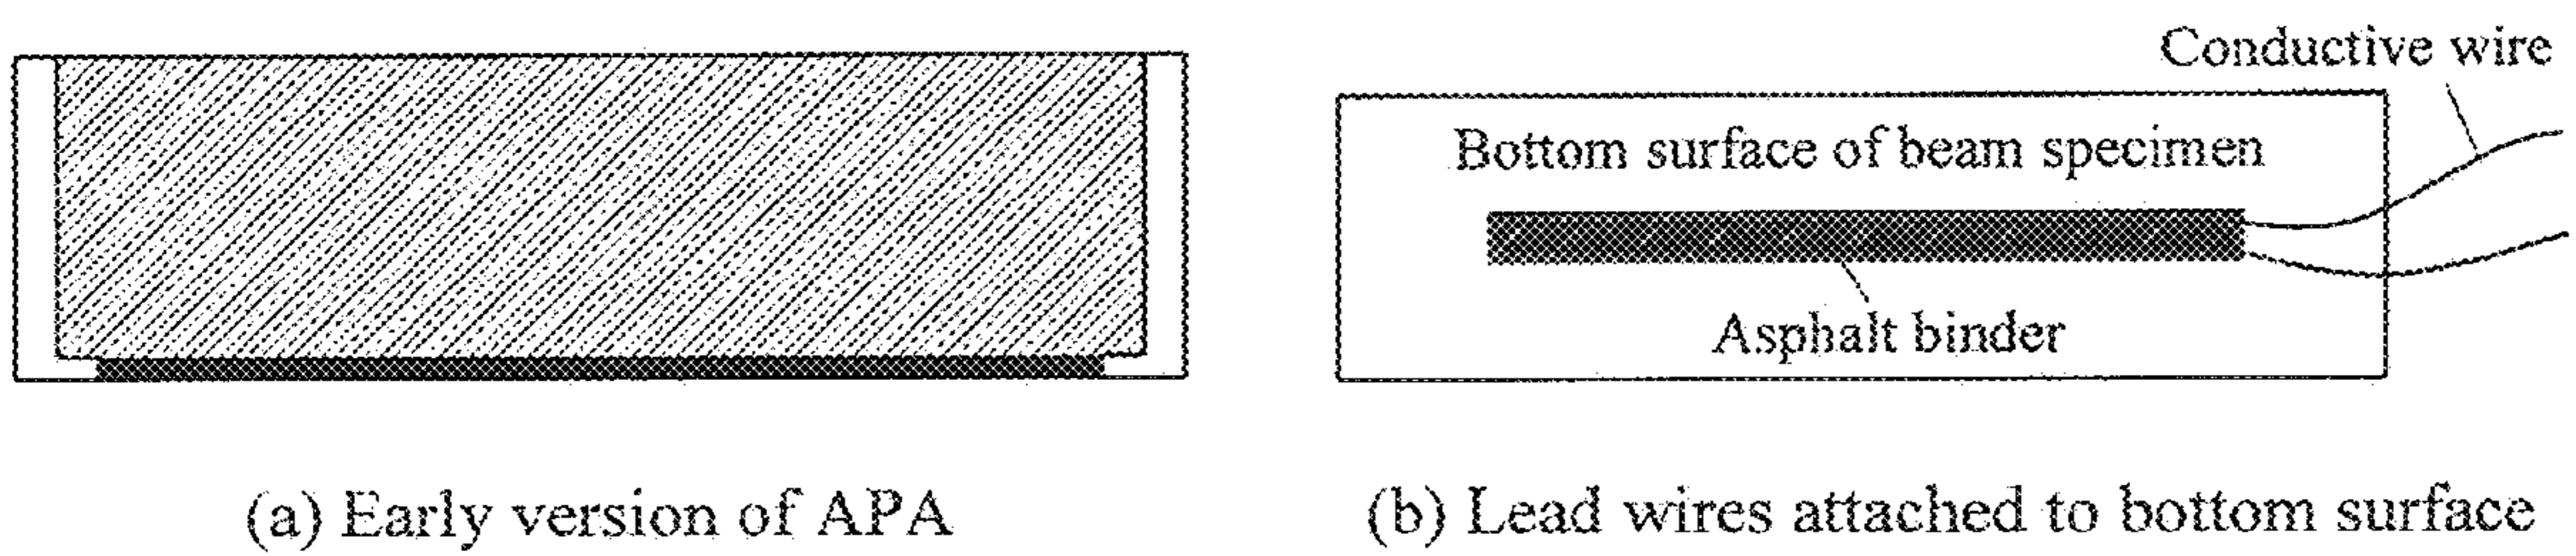 Conductive wire
Bottom surface of beam specimen
Asphalt binder
(a) Early version of APA
(b) Lead wires attached to bottom surface